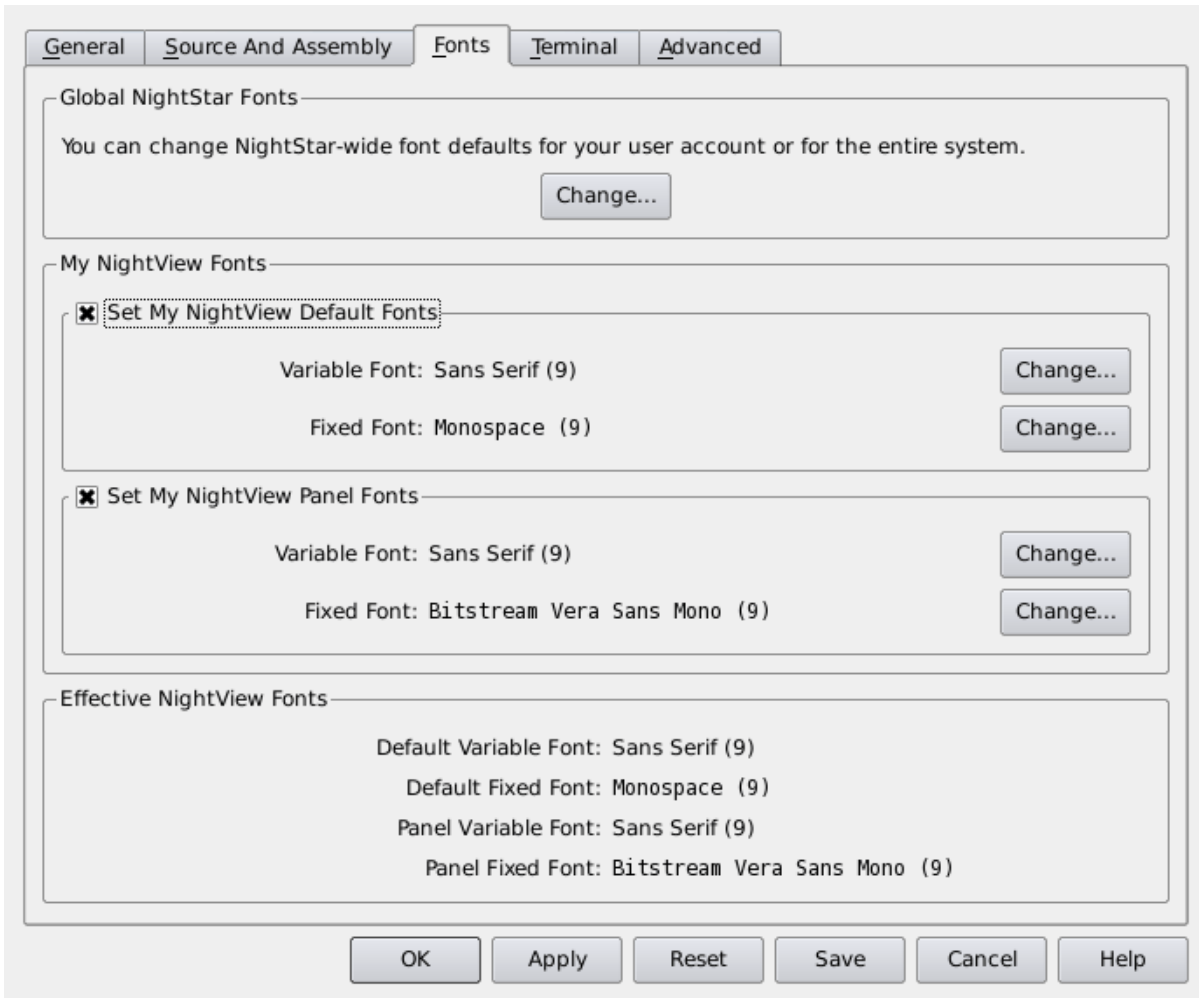 General Source And Assembly Fonts Terminal Advanced
Global NightStar Fonts
You can change NightStar-wide font defaults for your user account or for the entire system.
Change...
My NightView Fonts
Set My NightView Default Fonts
Variable Font: Sans Serif (9) Change...
Fixed Font: Monospace (9) Change...
Set My NightView Panel Fonts
Variable Font: Sans Serif (9) Change...
Fixed Font: Bitstream Vera Sans Mono (9) Change...
Effective NightView Fonts
Default Variable Font: Sans Serif (9)
Default Fixed Font: Monospace (9)
Panel Variable Font: Sans Serif (9)
Panel Fixed Font: Bitstream Vera Sans Mono (9)
OK Apply Reset Save Cancel Help